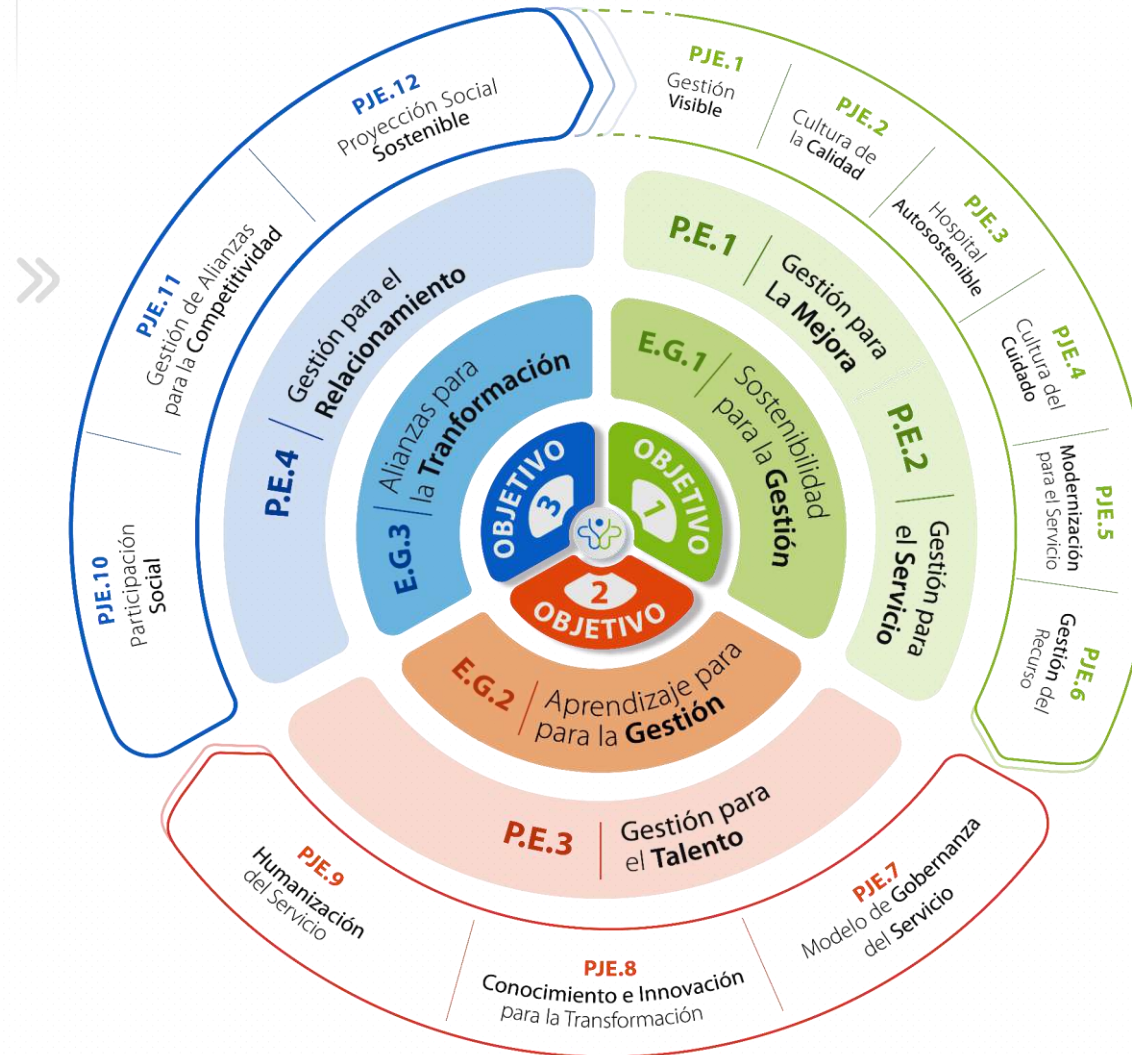 PJE.1
Gestión
Visible
PJE.2
Cultura de
la Calidad
PJE.3
Hospital
Autosostenible
PJE.4
Cultura del
Cuidado
PJE.5
Modernización
para el Servicio
PJE.6
Gestión del
Recurso
PJE.7
Modelo de Gobernanza
del Servicio
PJE.8
Conocimiento e Innovación
para la Transformación
PJE.9
Humanización
del Servicio
PJE.10
Participación
Social
PJE.11
Gestión de Alianzas
para la Competitividad
PJE.12
Proyección Social
Sostenible
P.E.1
Gestión para
La Mejora
P.E.2
Gestión para
el Servicio
P.E.3
Gestión para
el Talento
P.E.4
Gestión para el
Relacionamiento
E.G.1
Sostenibilidad
para la Gestión
E.G.2
Aprendizaje para
para la Gestión
E.G.3
Alianzas para
la Tranformación
OBJETIVO
1
2
OBJETIVO
OBJETIVO
3